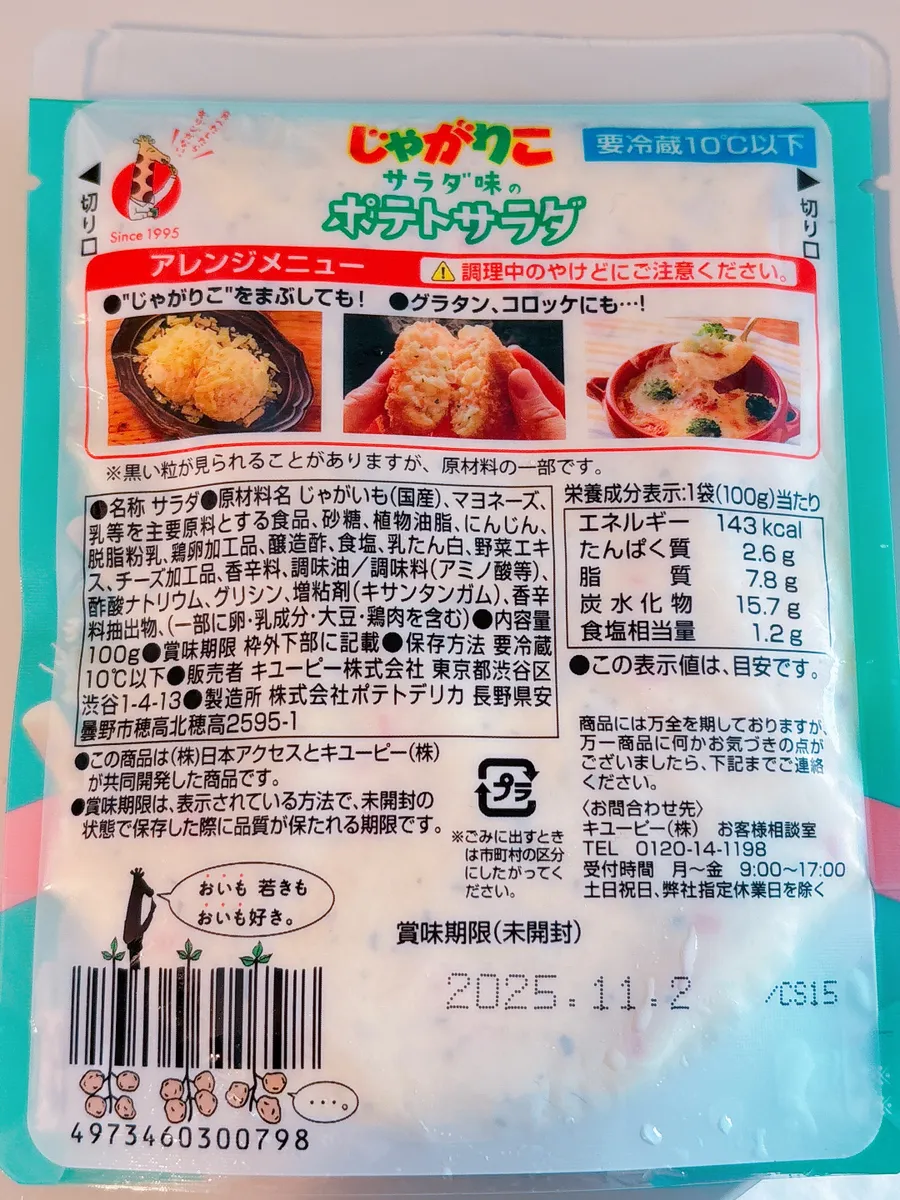 じゃがりこ
サラダ味の
ポテトサラダ
要冷蔵10℃以下
Since 1995
切り口
切り口
アレンジメニュー
調理中のやけどにご注意ください。
●"じゃがりこ"をまぶしても! ●グラタン、コロッケにも…!
※黒い粒が見られることがありますが、原材料の一部です。
●名称 サラダ●原材料名 じゃがいも(国産)、マヨネーズ、
乳等を主要原料とする食品、砂糖、植物油脂、にんじん、
脱脂粉乳、鶏卵加工品、醸造酢、食塩、乳たん白、野菜エキ
ス、チーズ加工品、香辛料、調味油/調味料(アミノ酸等)、
酢酸ナトリウム、グリシン、増粘剤(キサンタンガム)、香辛
料抽出物、(一部に卵・乳成分・大豆・鶏肉を含む)●内容量
100g●賞味期限 枠外下部に記載●保存方法 要冷蔵
10℃以下●販売者 キユーピー株式会社 東京都渋谷区
渋谷1-4-13●製造所 株式会社ポテトデリカ 長野県安
曇野市穂高北穂高2595-1
栄養成分表示:1袋(100g)当たり
エネルギー 143kcal
たんぱく質 2.6g
脂質 7.8g
炭水化物 15.7g
食塩相当量 1.2g
●この表示値は、目安です。
●この商品は(株)日本アクセスとキユーピー(株)
が共同開発した商品です。
●賞味期限は、表示されている方法で、未開封の
状態で保存した際に品質が保たれる期限です。
プラ
※ごみに出すとき
は市町村の区分
にしたがってく
ださい。
商品には万全を期しておりますが、
万一商品に何かお気づきの点が
ございましたら、下記までご連絡
ください。
〈お問合わせ先〉
キユーピー(株) お客様相談室
TEL 0120-14-1198
受付時間 月〜金 9:00〜17:00
土日祝日、弊社指定休業日を除く
おいも 若きも
おいも好き。
賞味期限(未開封)
2025.11.2 /CS15
・・・。
4973460300798